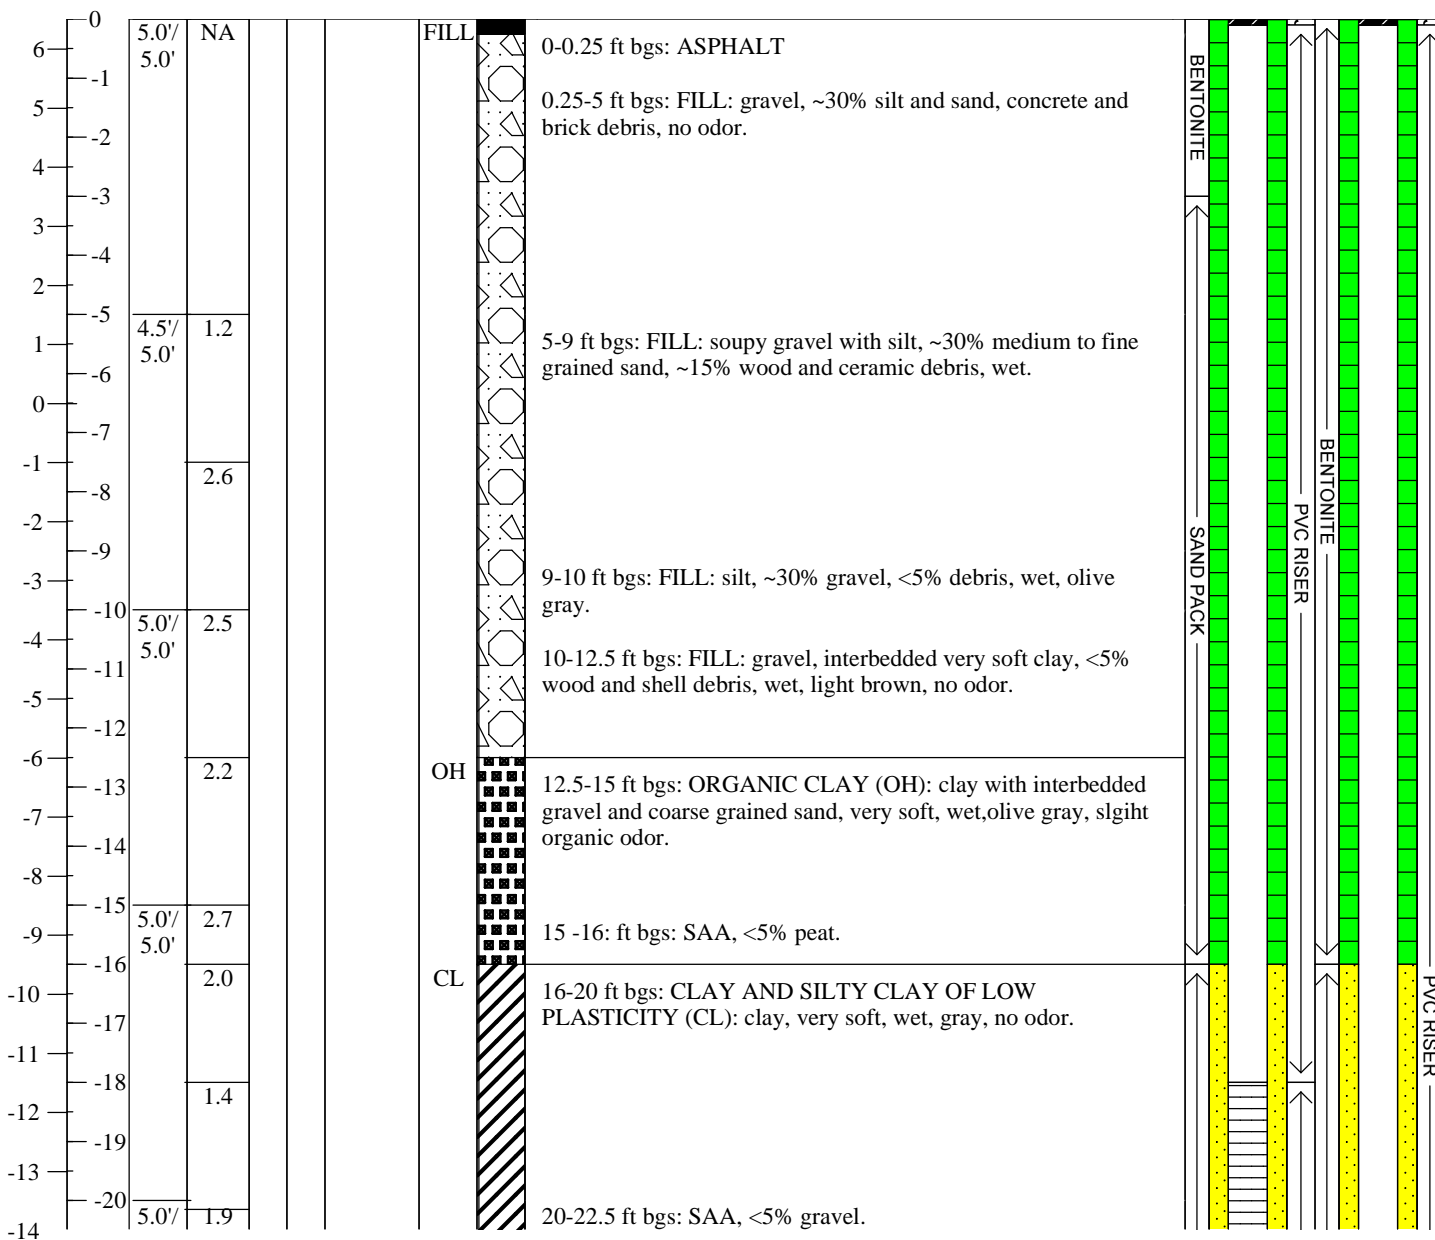 0
6
-1
5
-2
4
-3
3
-4
2
-5
1
-6
0
-7
-1
-8
-2
-9
-3
-10
-4
-11
-5
-12
-6
-13
-7
-14
-8
-15
-9
-16
-10
-17
-11
-18
-12
-19
-13
-20
-14
5.0'/
5.0'
4.5'/
5.0'
5.0'/
5.0'
5.0'/
5.0'
5.0'/
NA
1.2
2.6
2.5
2.2
2.7
2.0
1.4
1.9
FILL
OH
CL
0-0.25 ft bgs: ASPHALT
0.25-5 ft bgs: FILL: gravel, ~30% silt and sand, concrete and
brick debris, no odor.
5-9 ft bgs: FILL: soupy gravel with silt, ~30% medium to fine
grained sand, ~15% wood and ceramic debris, wet.
9-10 ft bgs: FILL: silt, ~30% gravel, <5% debris, wet, olive
gray.
10-12.5 ft bgs: FILL: gravel, interbedded very soft clay, <5%
wood and shell debris, wet, light brown, no odor.
12.5-15 ft bgs: ORGANIC CLAY (OH): clay with interbedded
gravel and coarse grained sand, very soft, wet,olive gray, slgiht
organic odor.
15 -16: ft bgs: SAA, <5% peat.
16-20 ft bgs: CLAY AND SILTY CLAY OF LOW
PLASTICITY (CL): clay, very soft, wet, gray, no odor.
20-22.5 ft bgs: SAA, <5% gravel.
BENTONITE
SAND PACK
PVC RISER
BENTONITE
PVC RISER